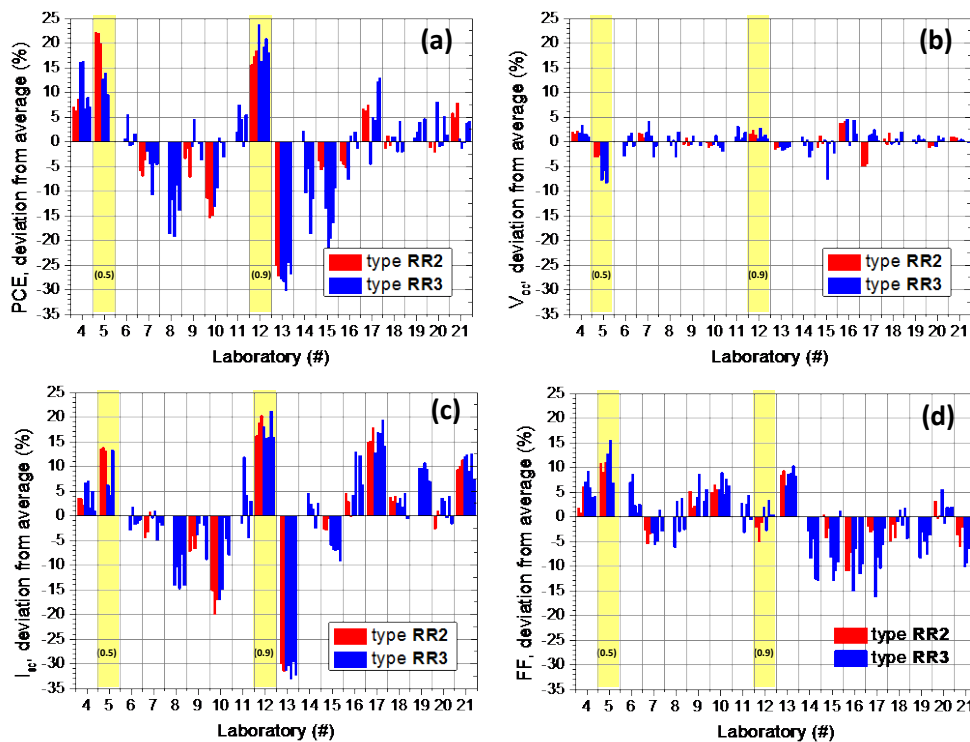 (a)
PCE, deviation from average (%)
25
20
15
10
5
0
-5
-10
-15
-20
-25
-30
-35
(0.5)
(0.9)
type RR2
type RR3
4 5 6 7 8 9 10 11 12 13 14 15 16 17 18 19 20 21
Laboratory (#)
(b)
Voc, deviation from average (%)
25
20
15
10
5
0
-5
-10
-15
-20
-25
-30
-35
(0.5)
(0.9)
type RR2
type RR3
4 5 6 7 8 9 10 11 12 13 14 15 16 17 18 19 20 21
Laboratory (#)
(c)
Isc, deviation from average (%)
25
20
15
10
5
0
-5
-10
-15
-20
-25
-30
-35
(0.5)
(0.9)
type RR2
type RR3
4 5 6 7 8 9 10 11 12 13 14 15 16 17 18 19 20 21
Laboratory (#)
(d)
FF, deviation from average (%)
25
20
15
10
5
0
-5
-10
-15
-20
-25
-30
-35
(0.5)
(0.9)
type RR2
type RR3
4 5 6 7 8 9 10 11 12 13 14 15 16 17 18 19 20 21
Laboratory (#)